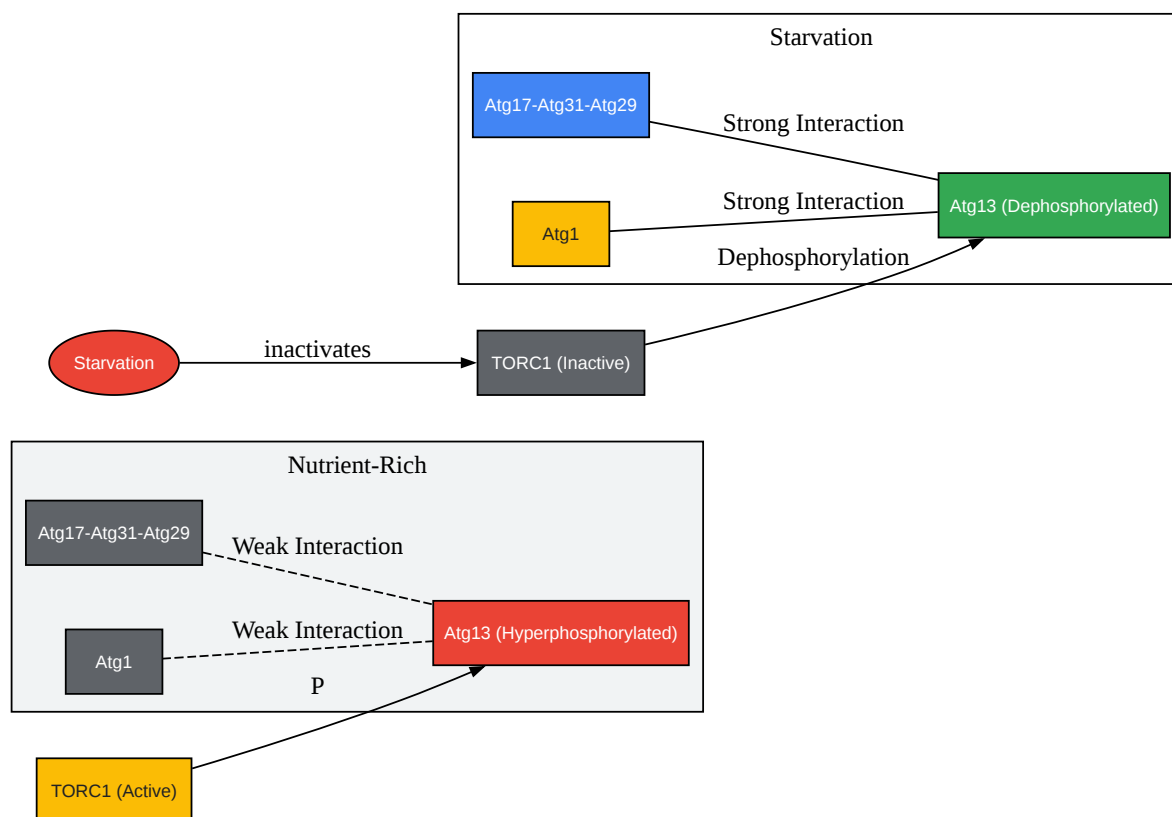 Starvation
Atg17-Atg31-Atg29
Strong Interaction
Strong Interaction
Atg13 (Dephosphorylated)
Atg1
Dephosphorylation
Starvation
inactivates
TORC1 (Inactive)
Nutrient-Rich
Atg17-Atg31-Atg29
Weak Interaction
Weak Interaction
Atg13 (Hyperphosphorylated)
Atg1
P
TORC1 (Active)